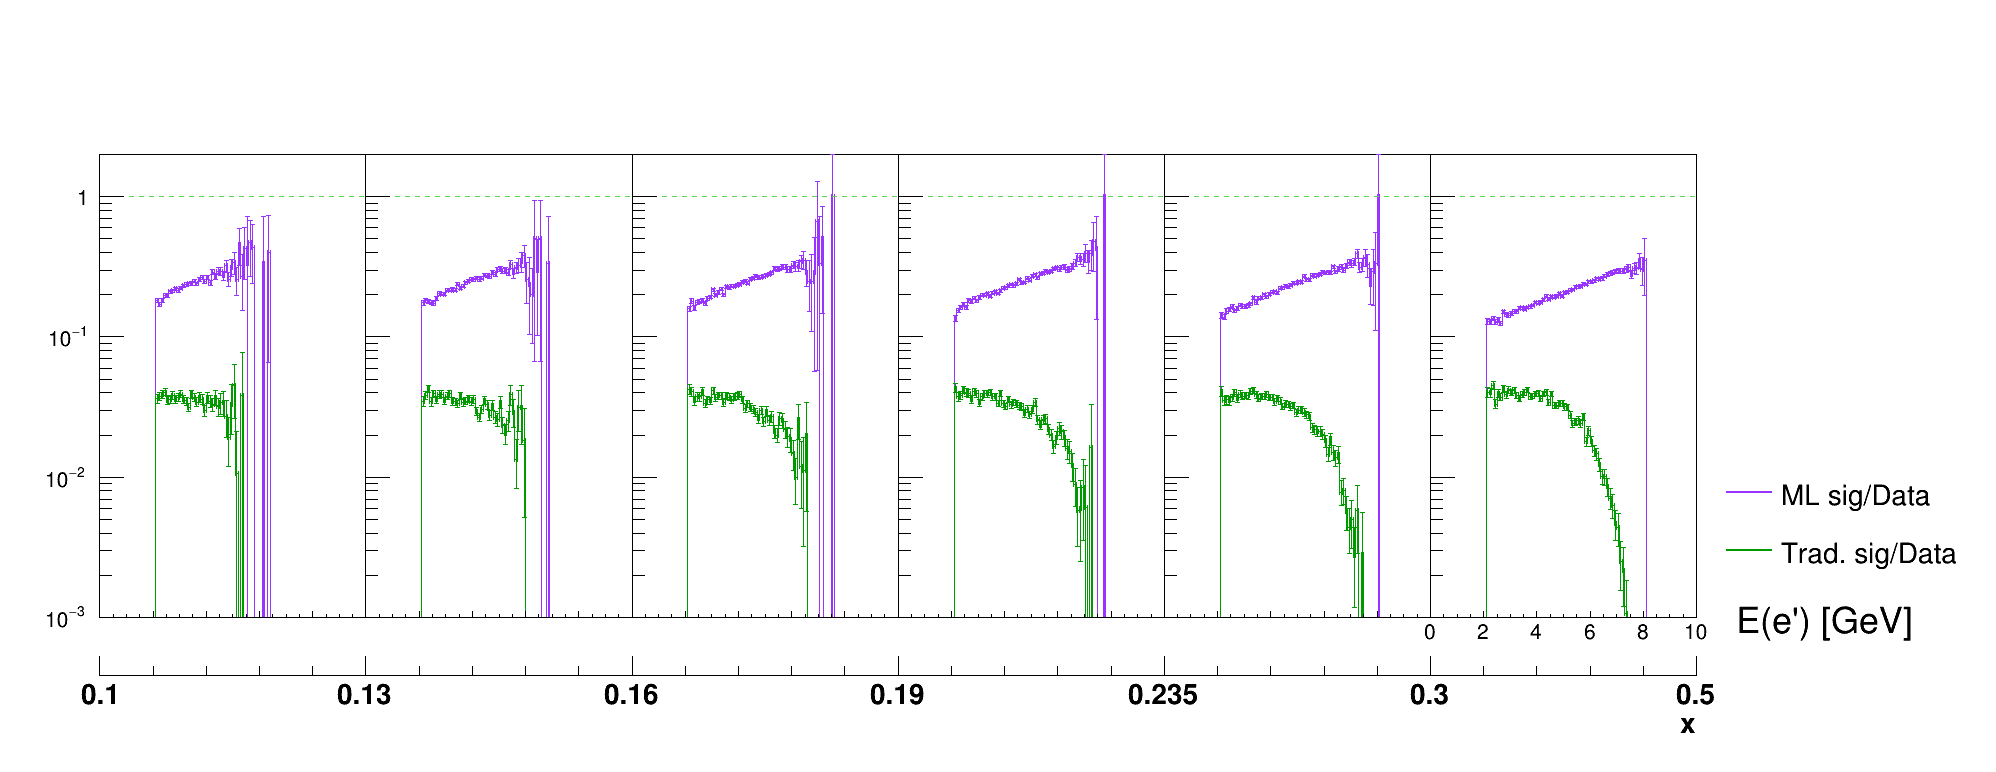 1
10⁻¹
10⁻²
10⁻³
ML sig/Data
Trad. sig/Data
0 2 4 6 8 10
E(e') [GeV]
0.1 0.13 0.16 0.19 0.235 0.3 0.5
x